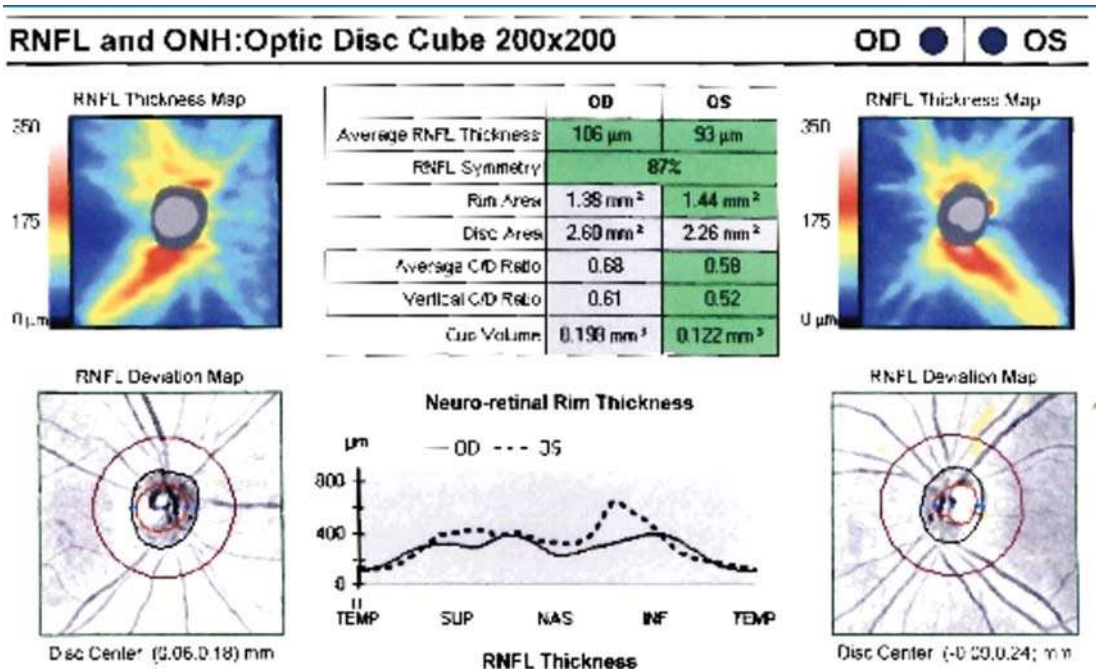 RNFL and ONH:Optic Disc Cube 200x200 OD OS
RNFL Thickness Map
350
175
0 µm
OD OS
Average RNFL Thickness 106 µm 93 µm
RNFL Symmetry 87%
Rim Area 1.38 mm² 1.44 mm²
Disc Area 2.60 mm² 2.26 mm²
Average C/D Ratio 0.68 0.58
Vertical C/D Ratio 0.61 0.52
Cup Volume 0.122 mm³
RNFL Thickness Map
350
175
0 µm
RNFL Deviation Map
Disc Center (0.06,0.18) mm
Neuro-retinal Rim Thickness
µm OD OS
800
400
0
TEMP SUP NAS INF TEMP
RNFL Thickness
RNFL Deviation Map
Disc Center mm